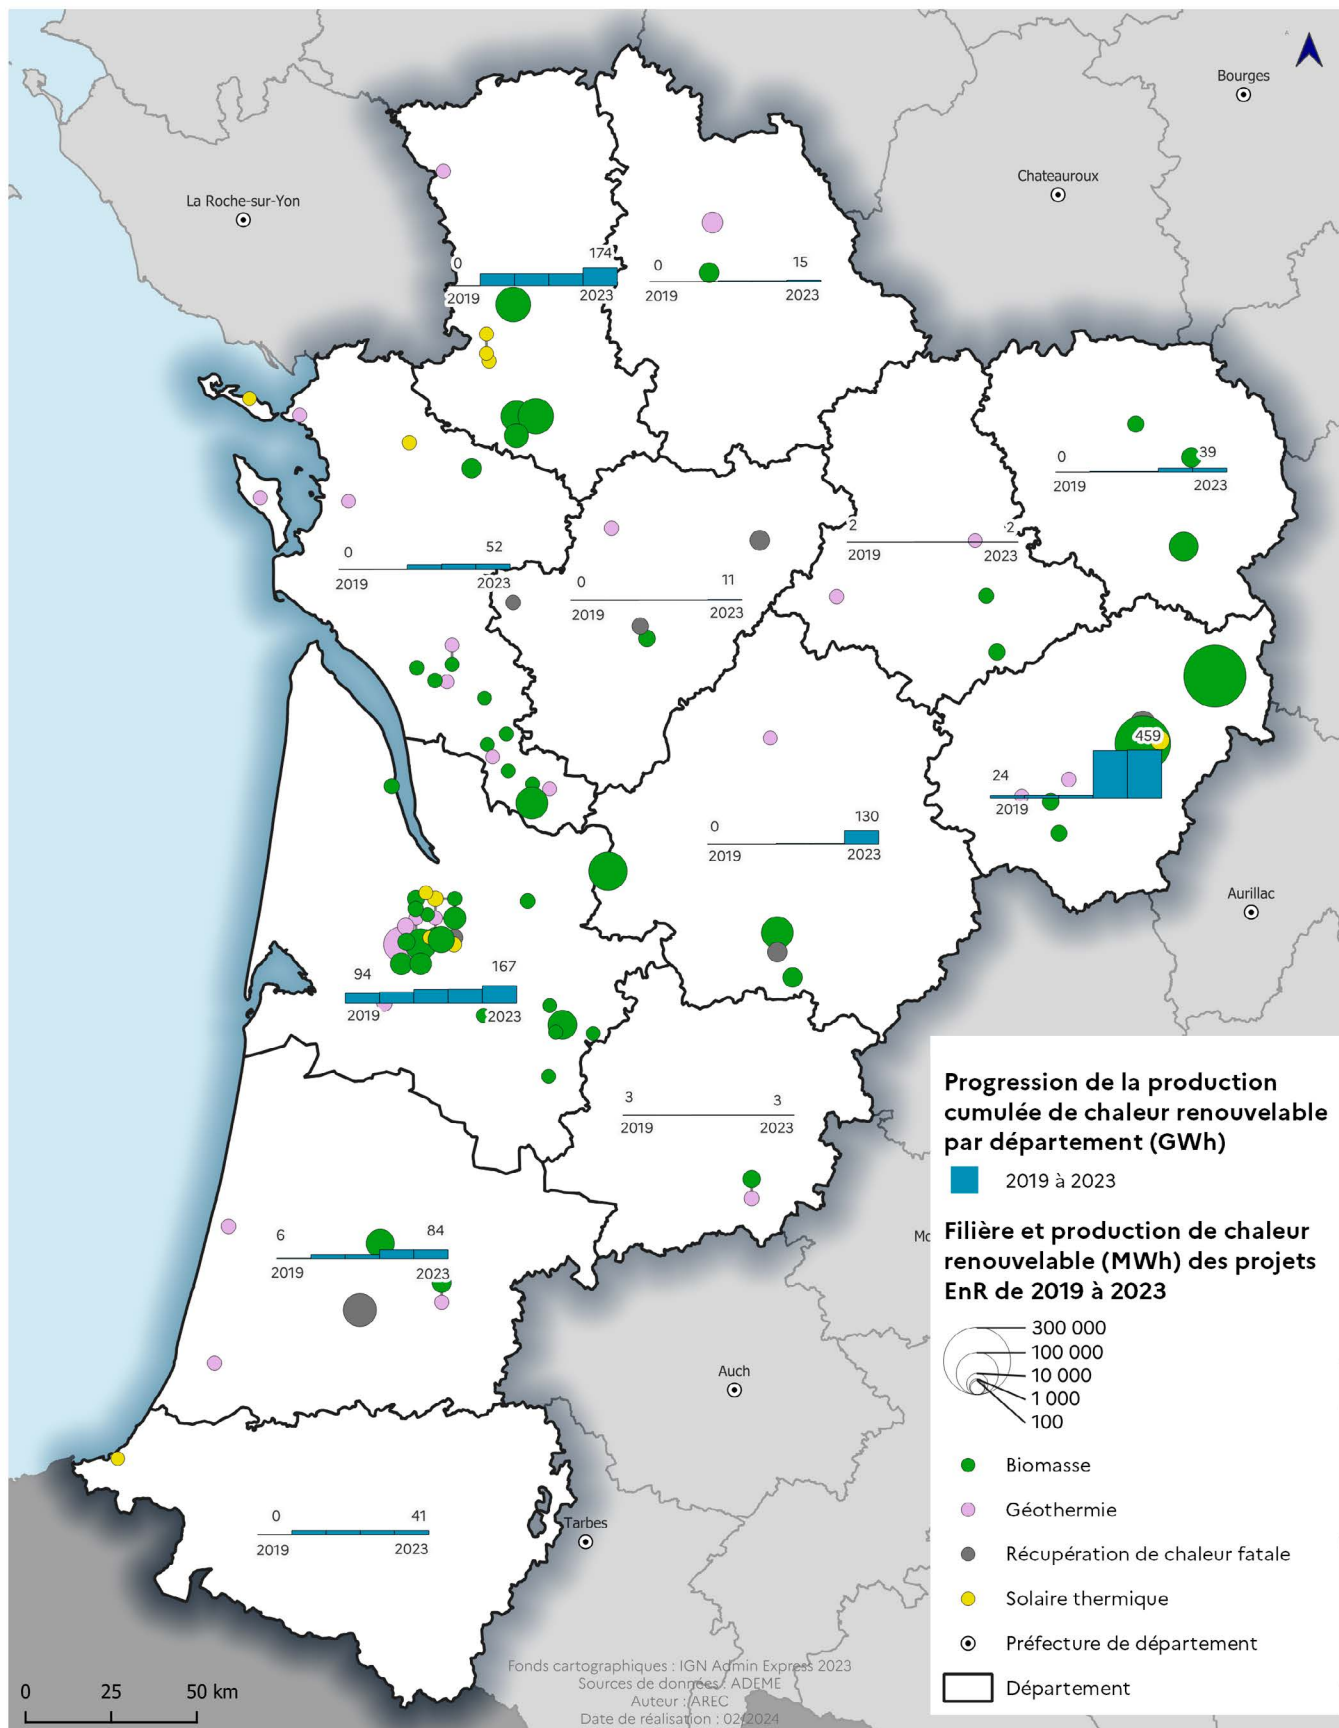 Bourges
Chateauroux
La Roche-sur-Yon
0
174
2019
2023
0
15
2019
2023
0
39
2019
2023
0
52
2019
2023
0
11
2019
2023
2
2
2019
2023
24
459
2019
0
130
2019
2023
94
167
2019
2023
Aurillac
3
3
2019
2023
6
84
2019
2023
Mo
Auch
0
41
2019
2023
Tarbes
Progression de la production
cumulée de chaleur renouvelable
par département (GWh)
2019 à 2023
Filière et production de chaleur
renouvelable (MWh) des projets
EnR de 2019 à 2023
300 000
100 000
10 000
1 000
100
Biomasse
Géothermie
Récupération de chaleur fatale
Solaire thermique
Préfecture de département
Département
Fonds cartographiques : IGN Admin Express 2023
Sources de données : ADEME
Auteur : AREC
Date de réalisation : 02/2024
0 25 50 km